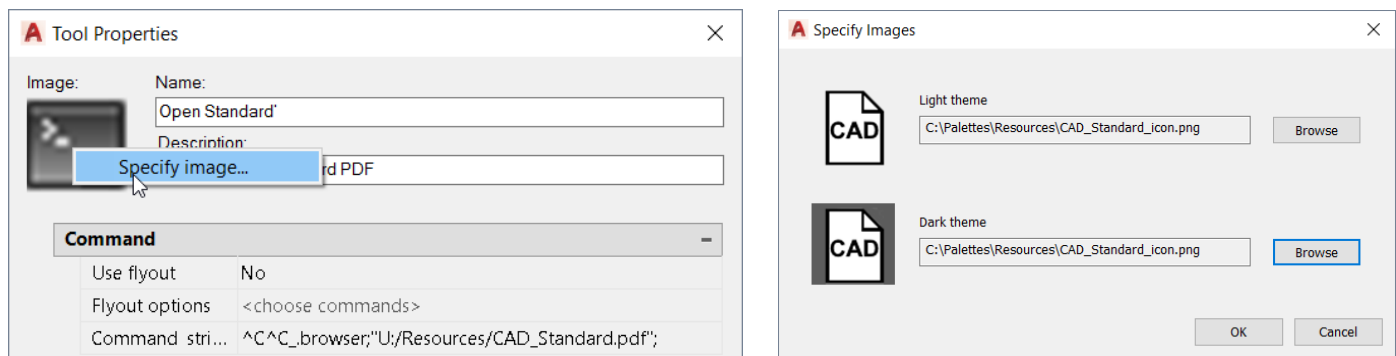 Tool Properties
Image:
Name:
Open Standard'
Description:
Specify image...
rd PDF
Command
Use flyout No
Flyout options <choose commands>
Command stri... ^C^C_.browser;"U:/Resources/CAD_Standard.pdf";
Specify Images
CAD
Light theme
C:\Palettes\Resources\CAD_Standard_icon.png
Browse
CAD
Dark theme
C:\Palettes\Resources\CAD_Standard_icon.png
Browse
OK
Cancel